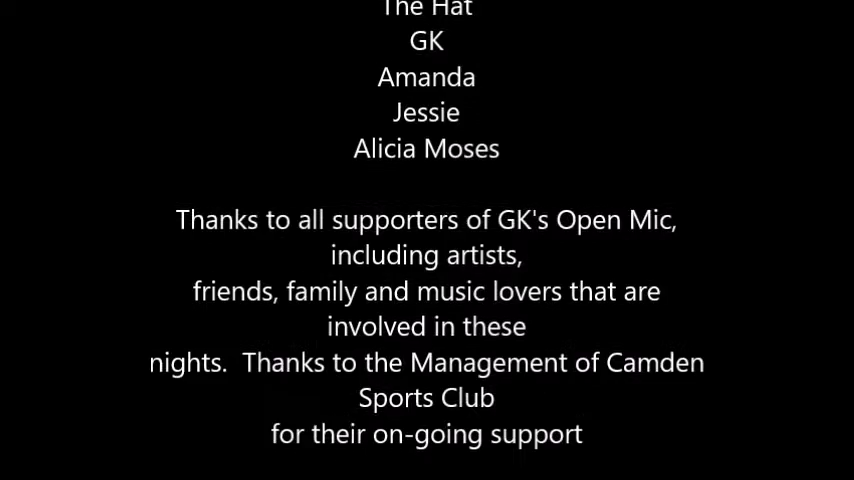 The Hat
GK
Amanda
Jessie
Alicia Moses
Thanks to all supporters of GK's Open Mic,
including artists,
friends, family and music lovers that are
involved in these
nights.  Thanks to the Management of Camden
Sports Club
for their on-going support